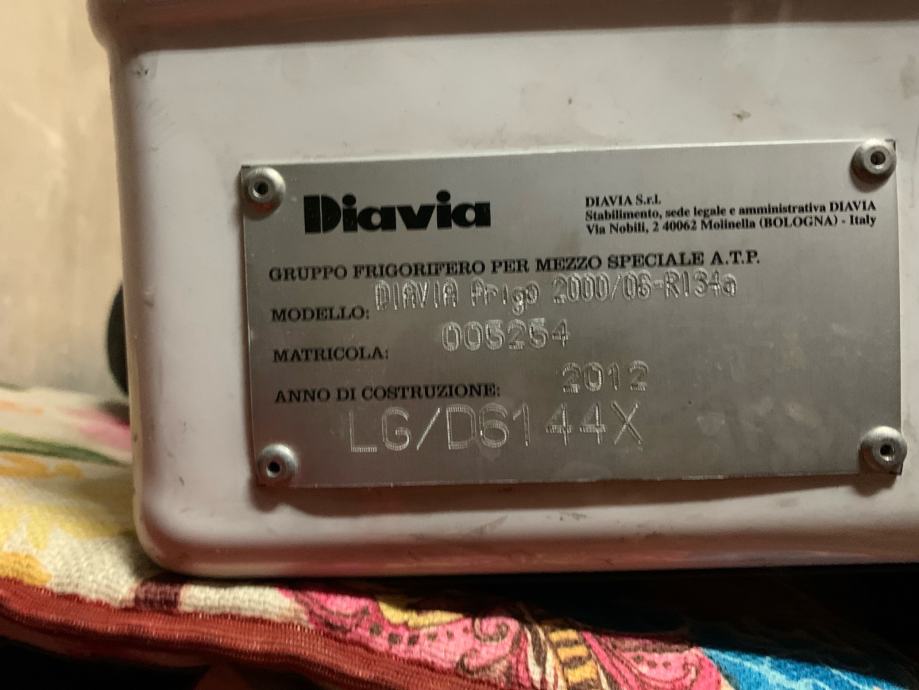 Diavia
DIAVIA S.r.l.
Stabilimento, sede legale e amministrativa DIAVIA
Via Nobili, 2 40062 Molinella (BOLOGNA) - Italy
GRUPPO FRIGORIFERO PER MEZZO SPECIALE A.T.P.
MODELLO: DIAVIA Frigo 2000/06-R134a
MATRICOLA: 005254
ANNO DI COSTRUZIONE: 2012
LG/D6144X